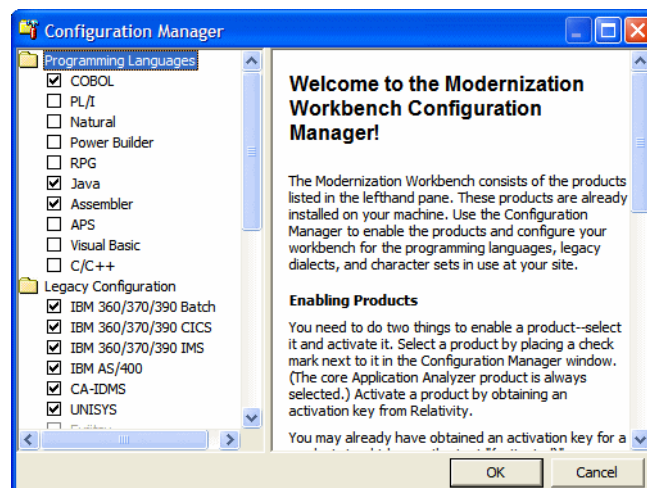 Configuration Manager
Programming Languages
COBOL
PL/I
Natural
Power Builder
RPG
Java
Assembler
APS
Visual Basic
C/C++
Legacy Configuration
IBM 360/370/390 Batch
IBM 360/370/390 CICS
IBM 360/370/390 IMS
IBM AS/400
CA-IDMS
UNISYS
Welcome to the Modernization
Workbench Configuration
Manager!
The Modernization Workbench consists of the products
listed in the lefthand pane. These products are already
installed on your machine. Use the Configuration
Manager to enable the products and configure your
workbench for the programming languages, legacy
dialects, and character sets in use at your site.
Enabling Products
You need to do two things to enable a product--select
it and activate it. Select a product by placing a check
mark next to it in the Configuration Manager window.
(The core Application Analyzer product is always
selected.) Activate a product by obtaining an
activation key from Relativity.
You may already have obtained an activation key for a
OK
Cancel